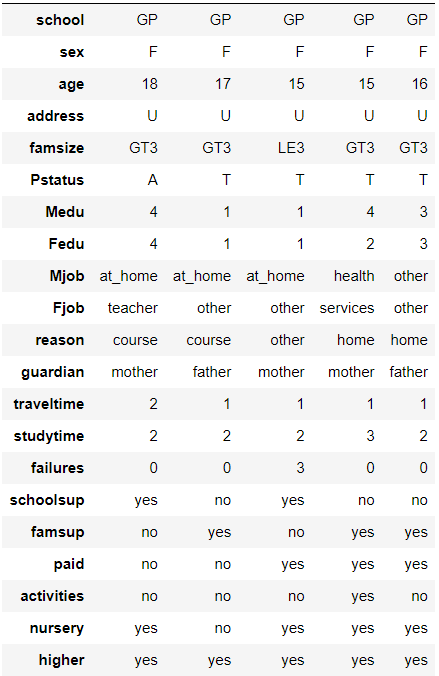 school GP GP GP GP GP
sex F F F F F
age 18 17 15 15 16
address U U U U U
famsize GT3 GT3 LE3 GT3 GT3
Pstatus A T T T T
Medu 4 1 1 4 3
Fedu 4 1 1 2 3
Mjob at_home at_home at_home health other
Fjob teacher other other services other
reason course course other home home
guardian mother father mother mother father
traveltime 2 1 1 1 1
studytime 2 2 2 3 2
failures 0 0 3 0 0
schoolsup yes no yes no no
famsup no yes no yes yes
paid no no yes yes yes
activities no no no yes no
nursery yes no yes yes yes
higher yes yes yes yes yes